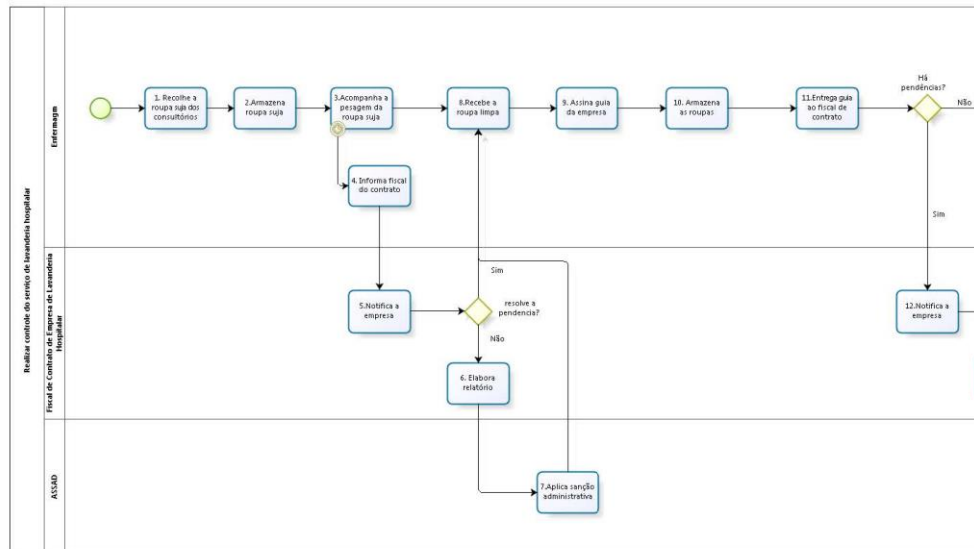 Realizar controle do serviço de lavanderia hospitalar
Enfermagem
1. Recolhe a
roupa suja dos
consultórios
2.Armazena
roupa suja
3.Acompanha a
pesagem da
roupa suja
8.Recebe a
roupa limpa
9. Assina guia
da empresa
10. Armazena
as roupas
11.Entrega guia
ao fiscal de
contrato
Há
pendências?
Não
4. Informa fiscal
do contrato
Sim
Fiscal de Contrato de Empresa de Lavanderia
Hospitalar
Sim
5.Notifica a
empresa
resolve a
pendencia?
12.Notifica a
empresa
Não
6. Elabora
relatório
ASSAD
7.Aplica sanção
administrativa